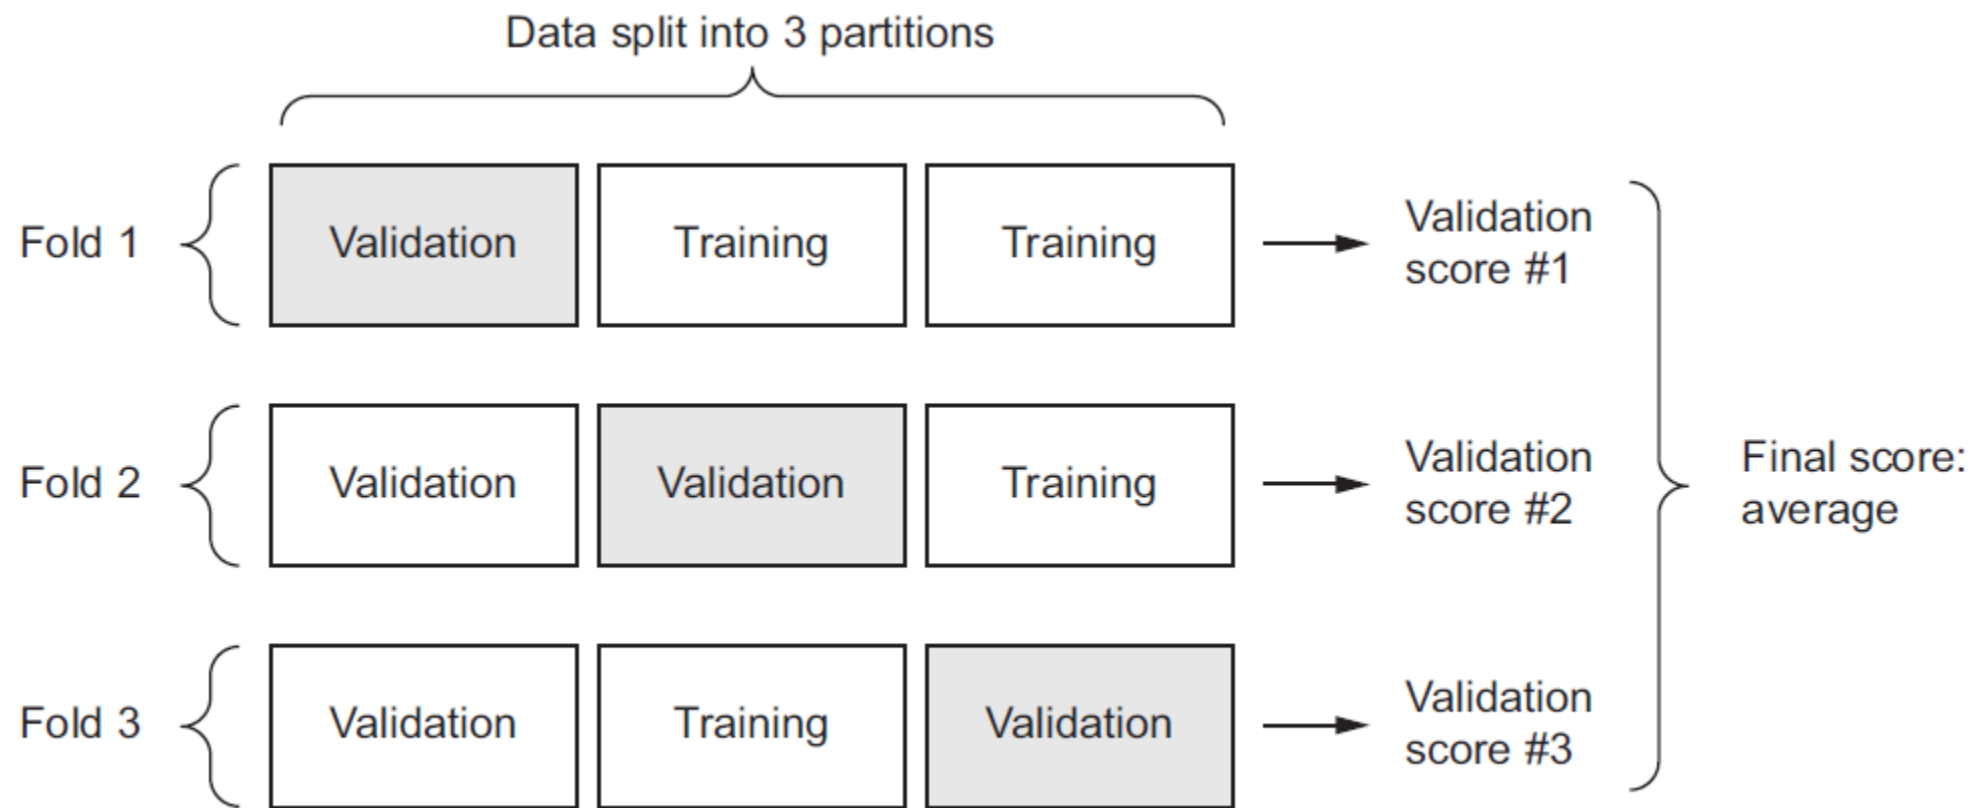 Data split into 3 partitions
Fold 1
Validation
Training
Training
Validation
score #1
Fold 2
Validation
Validation
Training
Validation
score #2
Final score:
average
Fold 3
Validation
Training
Validation
Validation
score #3